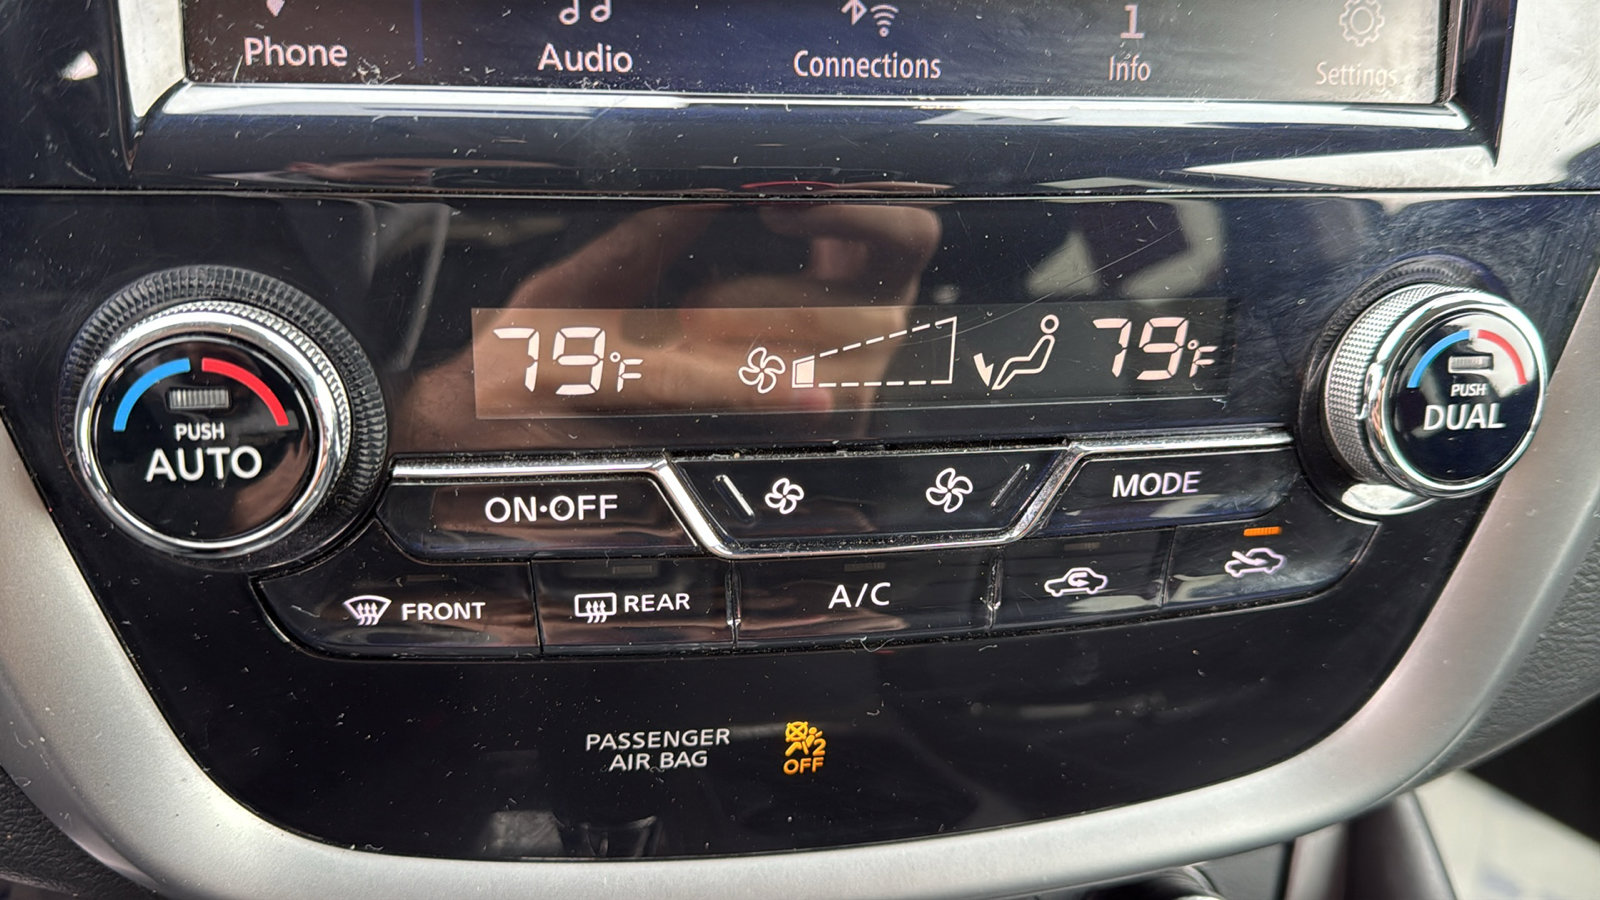 Phone Audio Connections Info Settings
79°F 79°F
PUSH
AUTO
PUSH
DUAL
ON·OFF MODE
FRONT REAR A/C
PASSENGER
AIR BAG
2
OFF